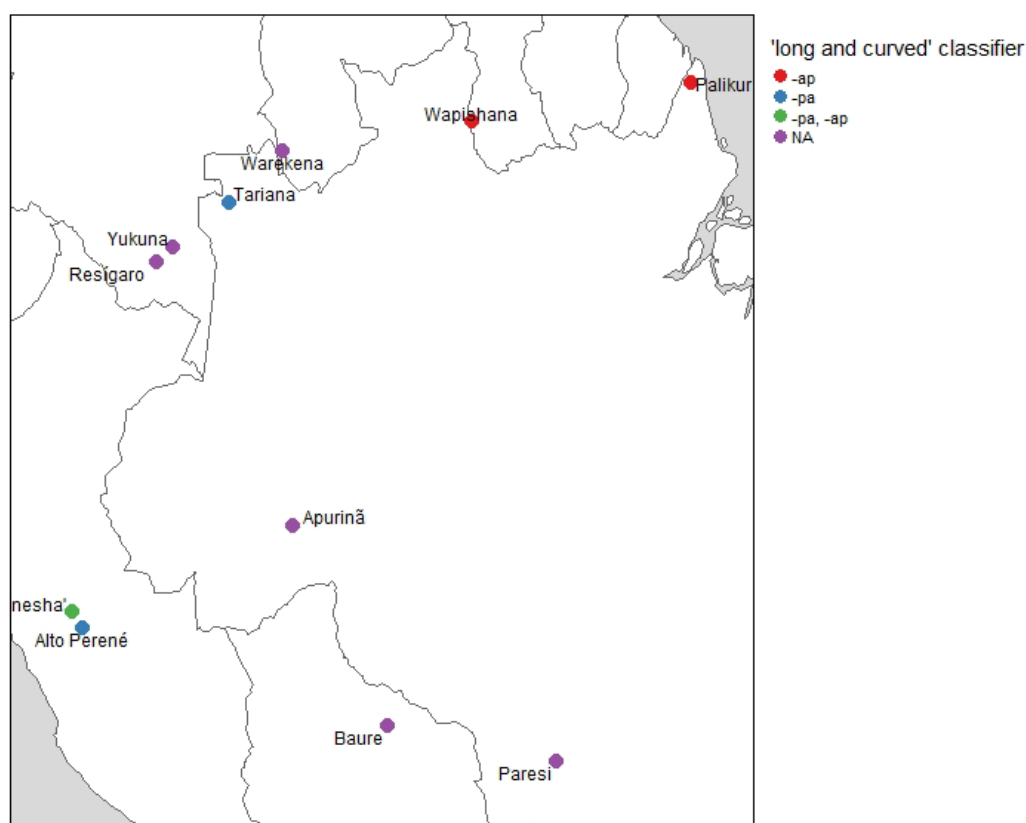 'long and curved' classifier
-ap
-pa
-pa, -ap
NA
Palikur
Wapishana
Warekena
Tariana
Yukuna
Resígaro
Apurinã
nesha'
Alto Perené
Baure
Paresi